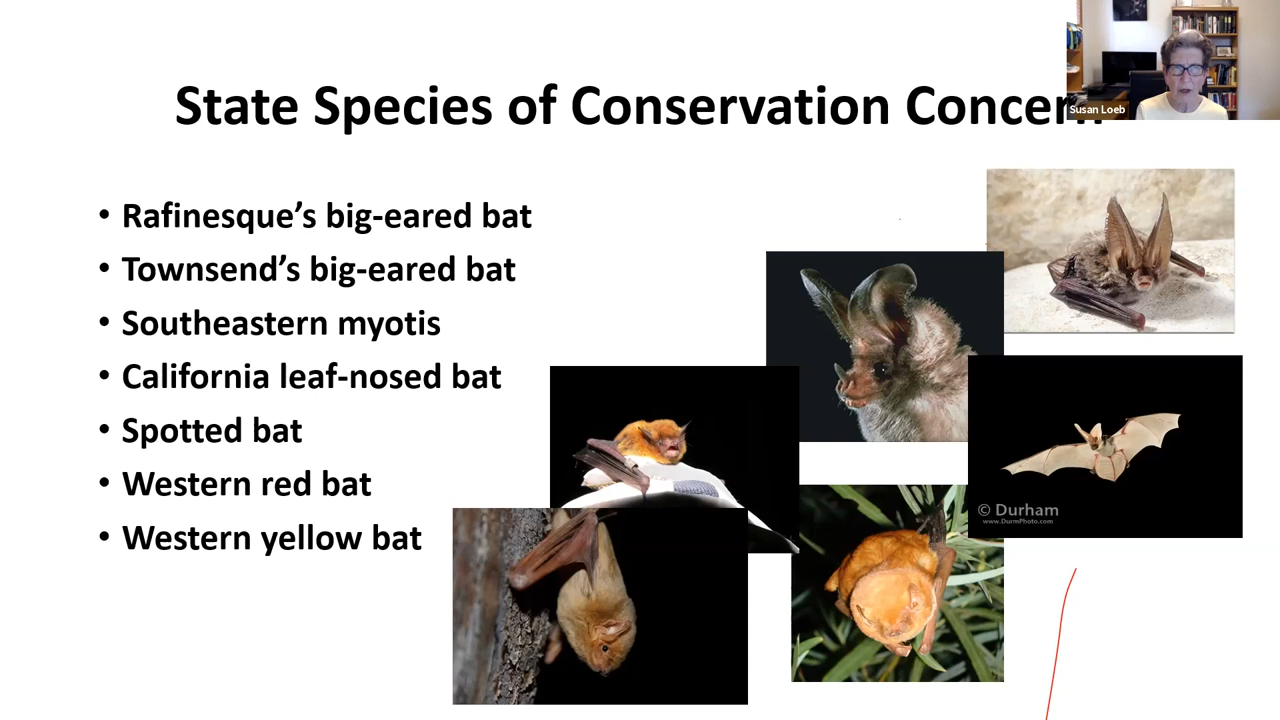 State Species of Conservation Concern
Susan Loeb
• Rafinesque’s big-eared bat
• Townsend’s big-eared bat
• Southeastern myotis
• California leaf-nosed bat
• Spotted bat
• Western red bat
• Western yellow bat
© Durham
www.DurmPhoto.com